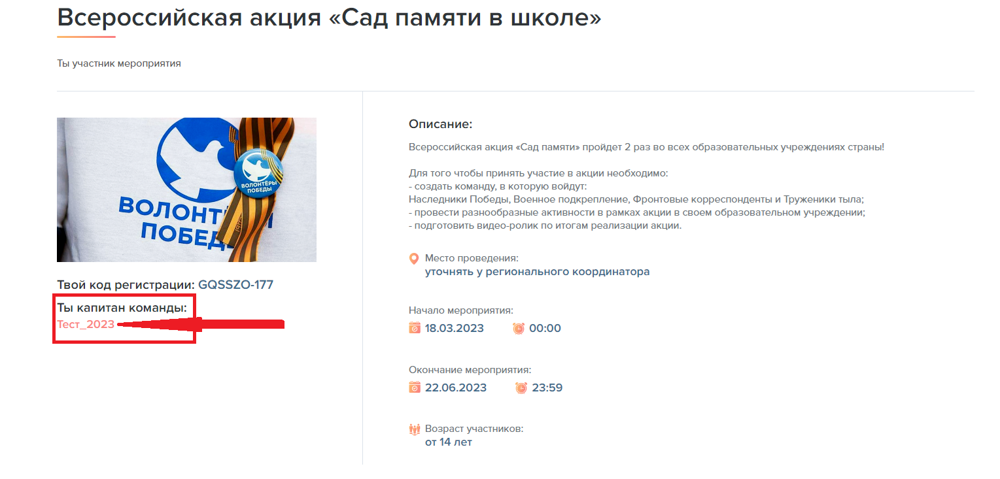 Всероссийская акция «Сад памяти в школе»
Ты участник мероприятия
ВОЛОНТЁРЫ
ПОБЕДЫ
Твой код регистрации: GQSSZO-177
Ты капитан команды:
Тест_2023
Описание:
Всероссийская акция «Сад памяти» пройдет 2 раз во всех образовательных учреждениях страны!
Для того чтобы принять участие в акции необходимо:
- создать команду, в которую войдут:
Наследники Победы, Военное подкрепление, Фронтовые корреспонденты и Труженики тыла;
- провести разнообразные активности в рамках акции в своем образовательном учреждении;
- подготовить видео-ролик по итогам реализации акции.
Место проведения:
уточнять у регионального координатора
Начало мероприятия:
18.03.2023 00:00
Окончание мероприятия:
22.06.2023 23:59
Возраст участников:
от 14 лет